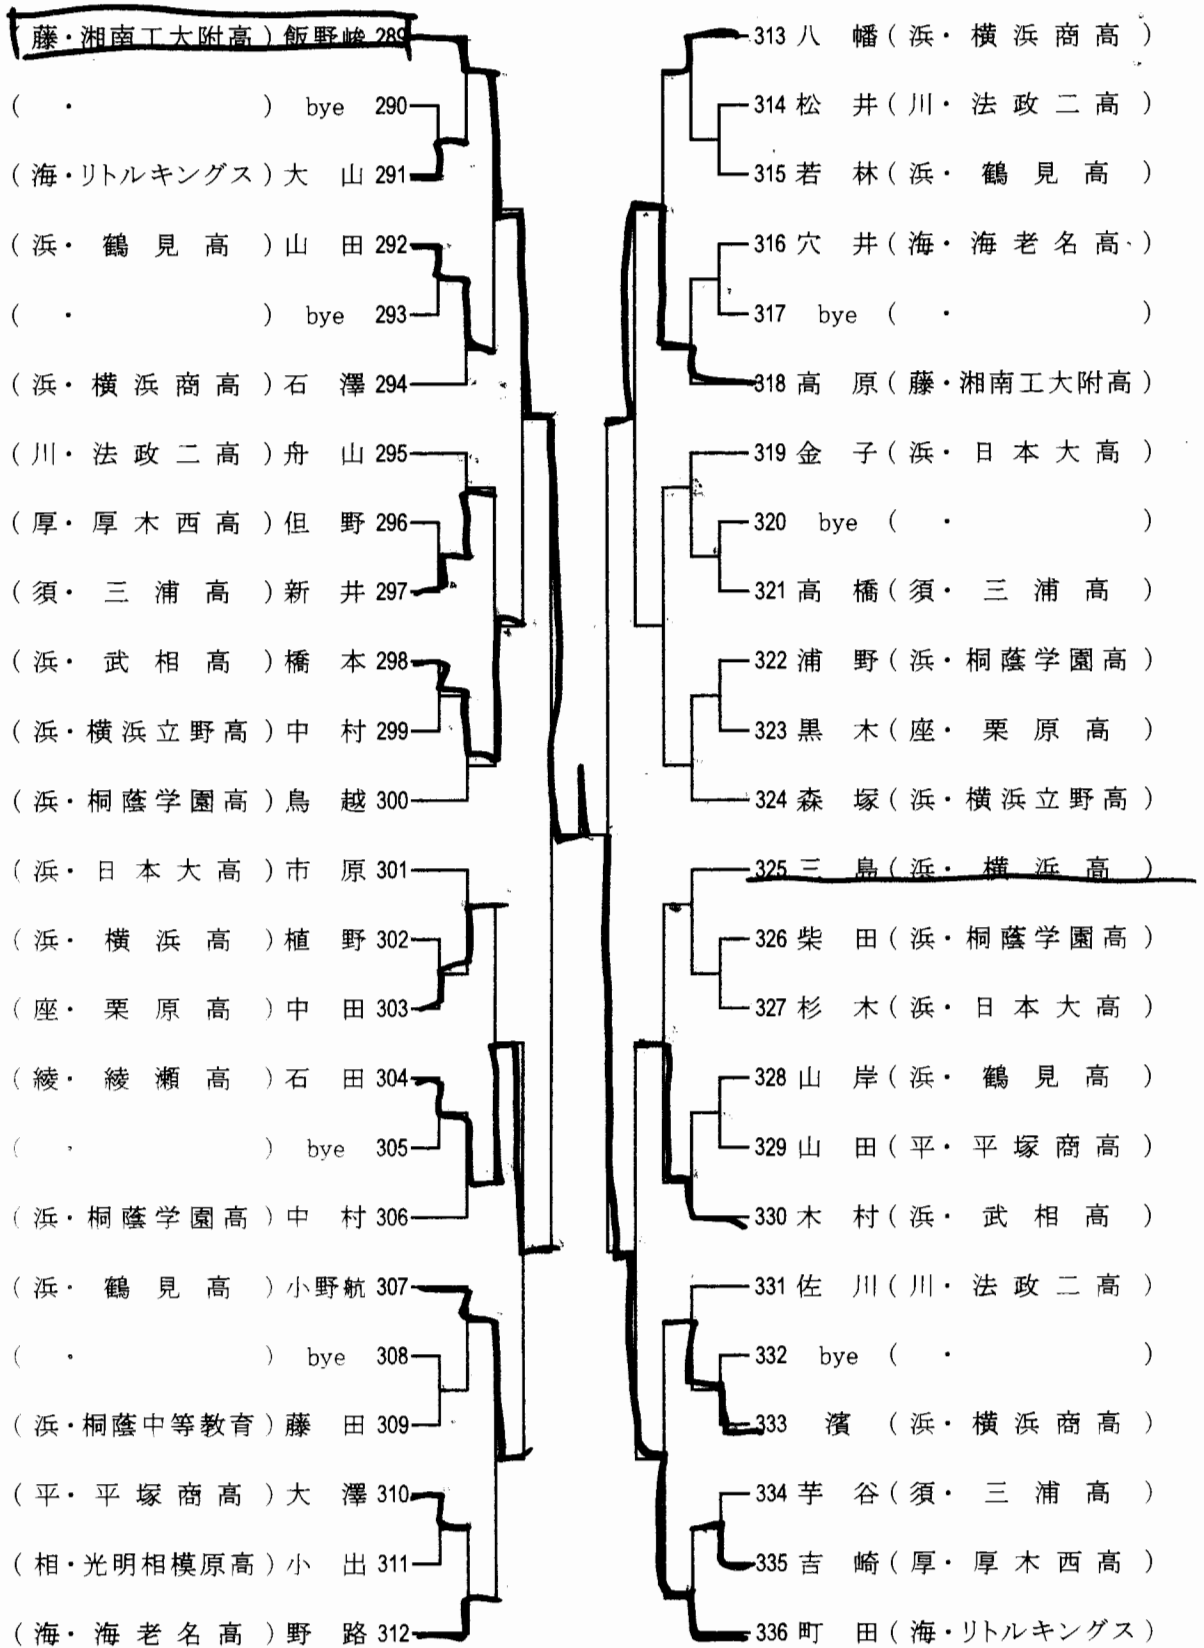 (藤・湘南工大附高) 飯野峻 289
( ・ ) bye 290
(海・リトルキングス) 大山 291
(浜・鶴見高) 山田 292
( ・ ) bye 293
(浜・横浜商高) 石澤 294
(川・法政二高) 舟山 295
(厚・厚木西高) 但野 296
(須・三浦高) 新井 297
(浜・武相高) 橋本 298
(浜・横浜立野高) 中村 299
(浜・桐蔭学園高) 鳥越 300
(浜・日本大高) 市原 301
(浜・横浜高) 植野 302
(座・栗原高) 中田 303
(綾・綾瀬高) 石田 304
( ・ ) bye 305
(浜・桐蔭学園高) 中村 306
(浜・鶴見高) 小野航 307
( ・ ) bye 308
(浜・桐蔭中等教育) 藤田 309
(平・平塚商高) 大澤 310
(相・光明相模原高) 小出 311
(海・海老名高) 野路 312
313 八幡 (浜・横浜商高)
314 松井 (川・法政二高)
315 若林 (浜・鶴見高)
316 穴井 (海・海老名高)
317 bye ( ・ )
318 高原 (藤・湘南工大附高)
319 金子 (浜・日本大高)
320 bye ( ・ )
321 高橋 (須・三浦高)
322 浦野 (浜・桐蔭学園高)
323 黒木 (座・栗原高)
324 森塚 (浜・横浜立野高)
325 三島 (浜・横浜高)
326 柴田 (浜・桐蔭学園高)
327 杉木 (浜・日本大高)
328 山岸 (浜・鶴見高)
329 山田 (平・平塚商高)
330 木村 (浜・武相高)
331 佐川 (川・法政二高)
332 bye ( ・ )
333 濱 (浜・横浜商高)
334 芋谷 (須・三浦高)
335 吉崎 (厚・厚木西高)
336 町田 (海・リトルキングス)